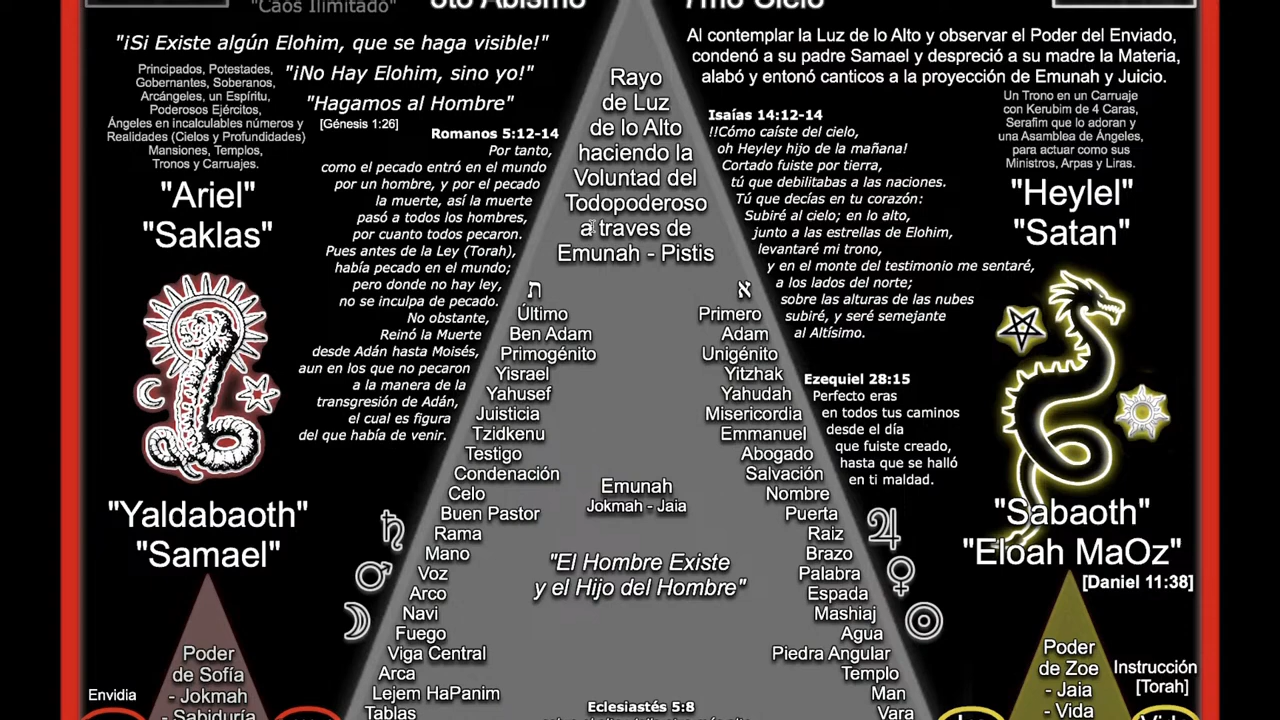 "Caos Ilimitado"
5to Abismo
7mo Cielo
"¡Si Existe algún Elohim, que se haga visible!"
Principados, Potestades,
Gobernantes, Soberanos,
Arcángeles, un Espíritu,
Poderosos Ejércitos,
Ángeles en incalculables números y
Realidades (Cielos y Profundidades)
Mansiones, Templos,
Tronos y Carruajes.
"¡No Hay Elohim, sino yo!"
"Hagamos al Hombre"
[Génesis 1:26]
"Ariel"
"Saklas"
Romanos 5:12-14
Por tanto,
como el pecado entró en el mundo
por un hombre, y por el pecado
la muerte, así la muerte
pasó a todos los hombres,
por cuanto todos pecaron.
Pues antes de la Ley (Torah),
había pecado en el mundo;
pero donde no hay ley,
no se inculpa de pecado.
No obstante,
Reinó la Muerte
desde Adán hasta Moisés,
aun en los que no pecaron
a la manera de la
transgresión de Adán,
el cual es figura
del que había de venir.
"Yaldabaoth"
"Samael"
Poder
de Sofía
- Jokmah
- Sabiduría
Envidia
Rayo
de Luz
de lo Alto
haciendo la
Voluntad del
Todopoderoso
a traves de
Emunah - Pistis
ת
Último
Ben Adam
Primogénito
Yisrael
Yahusef
Juisticia
Tzidkenu
Testigo
Condenación
Celo
Buen Pastor
Rama
Mano
Voz
Arco
Navi
Fuego
Viga Central
Arca
Lejem HaPanim
Tablas
א
Primero
Adam
Unigénito
Yitzhak
Yahudah
Misericordia
Emmanuel
Abogado
Salvación
Nombre
Puerta
Raiz
Brazo
Palabra
Espada
Mashiaj
Agua
Piedra Angular
Templo
Man
Vara
Emunah
Jokmah - Jaia
"El Hombre Existe
y el Hijo del Hombre"
Eclesiastés 5:8
Al contemplar la Luz de lo Alto y observar el Poder del Enviado,
condenó a su padre Samael y despreció a su madre la Materia,
alabó y entonó canticos a la proyección de Emunah y Juicio.
Isaías 14:12-14
!!Cómo caíste del cielo,
oh Heyley hijo de la mañana!
Cortado fuiste por tierra,
tú que debilitabas a las naciones.
Tú que decías en tu corazón:
Subiré al cielo; en lo alto,
junto a las estrellas de Elohim,
levantaré mi trono,
y en el monte del testimonio me sentaré,
a los lados del norte;
sobre las alturas de las nubes
subiré, y seré semejante
al Altísimo.
Ezequiel 28:15
Perfecto eras
en todos tus caminos
desde el día
que fuiste creado,
hasta que se halló
en ti maldad.
Un Trono en un Carruaje
con Kerubim de 4 Caras,
Serafim que lo adoran y
una Asamblea de Ángeles,
para actuar como sus
Ministros, Arpas y Liras.
"Heylel"
"Satan"
"Sabaoth"
"Eloah MaOz"
[Daniel 11:38]
Poder
de Zoe
- Jaia
- Vida
Instrucción
[Torah]